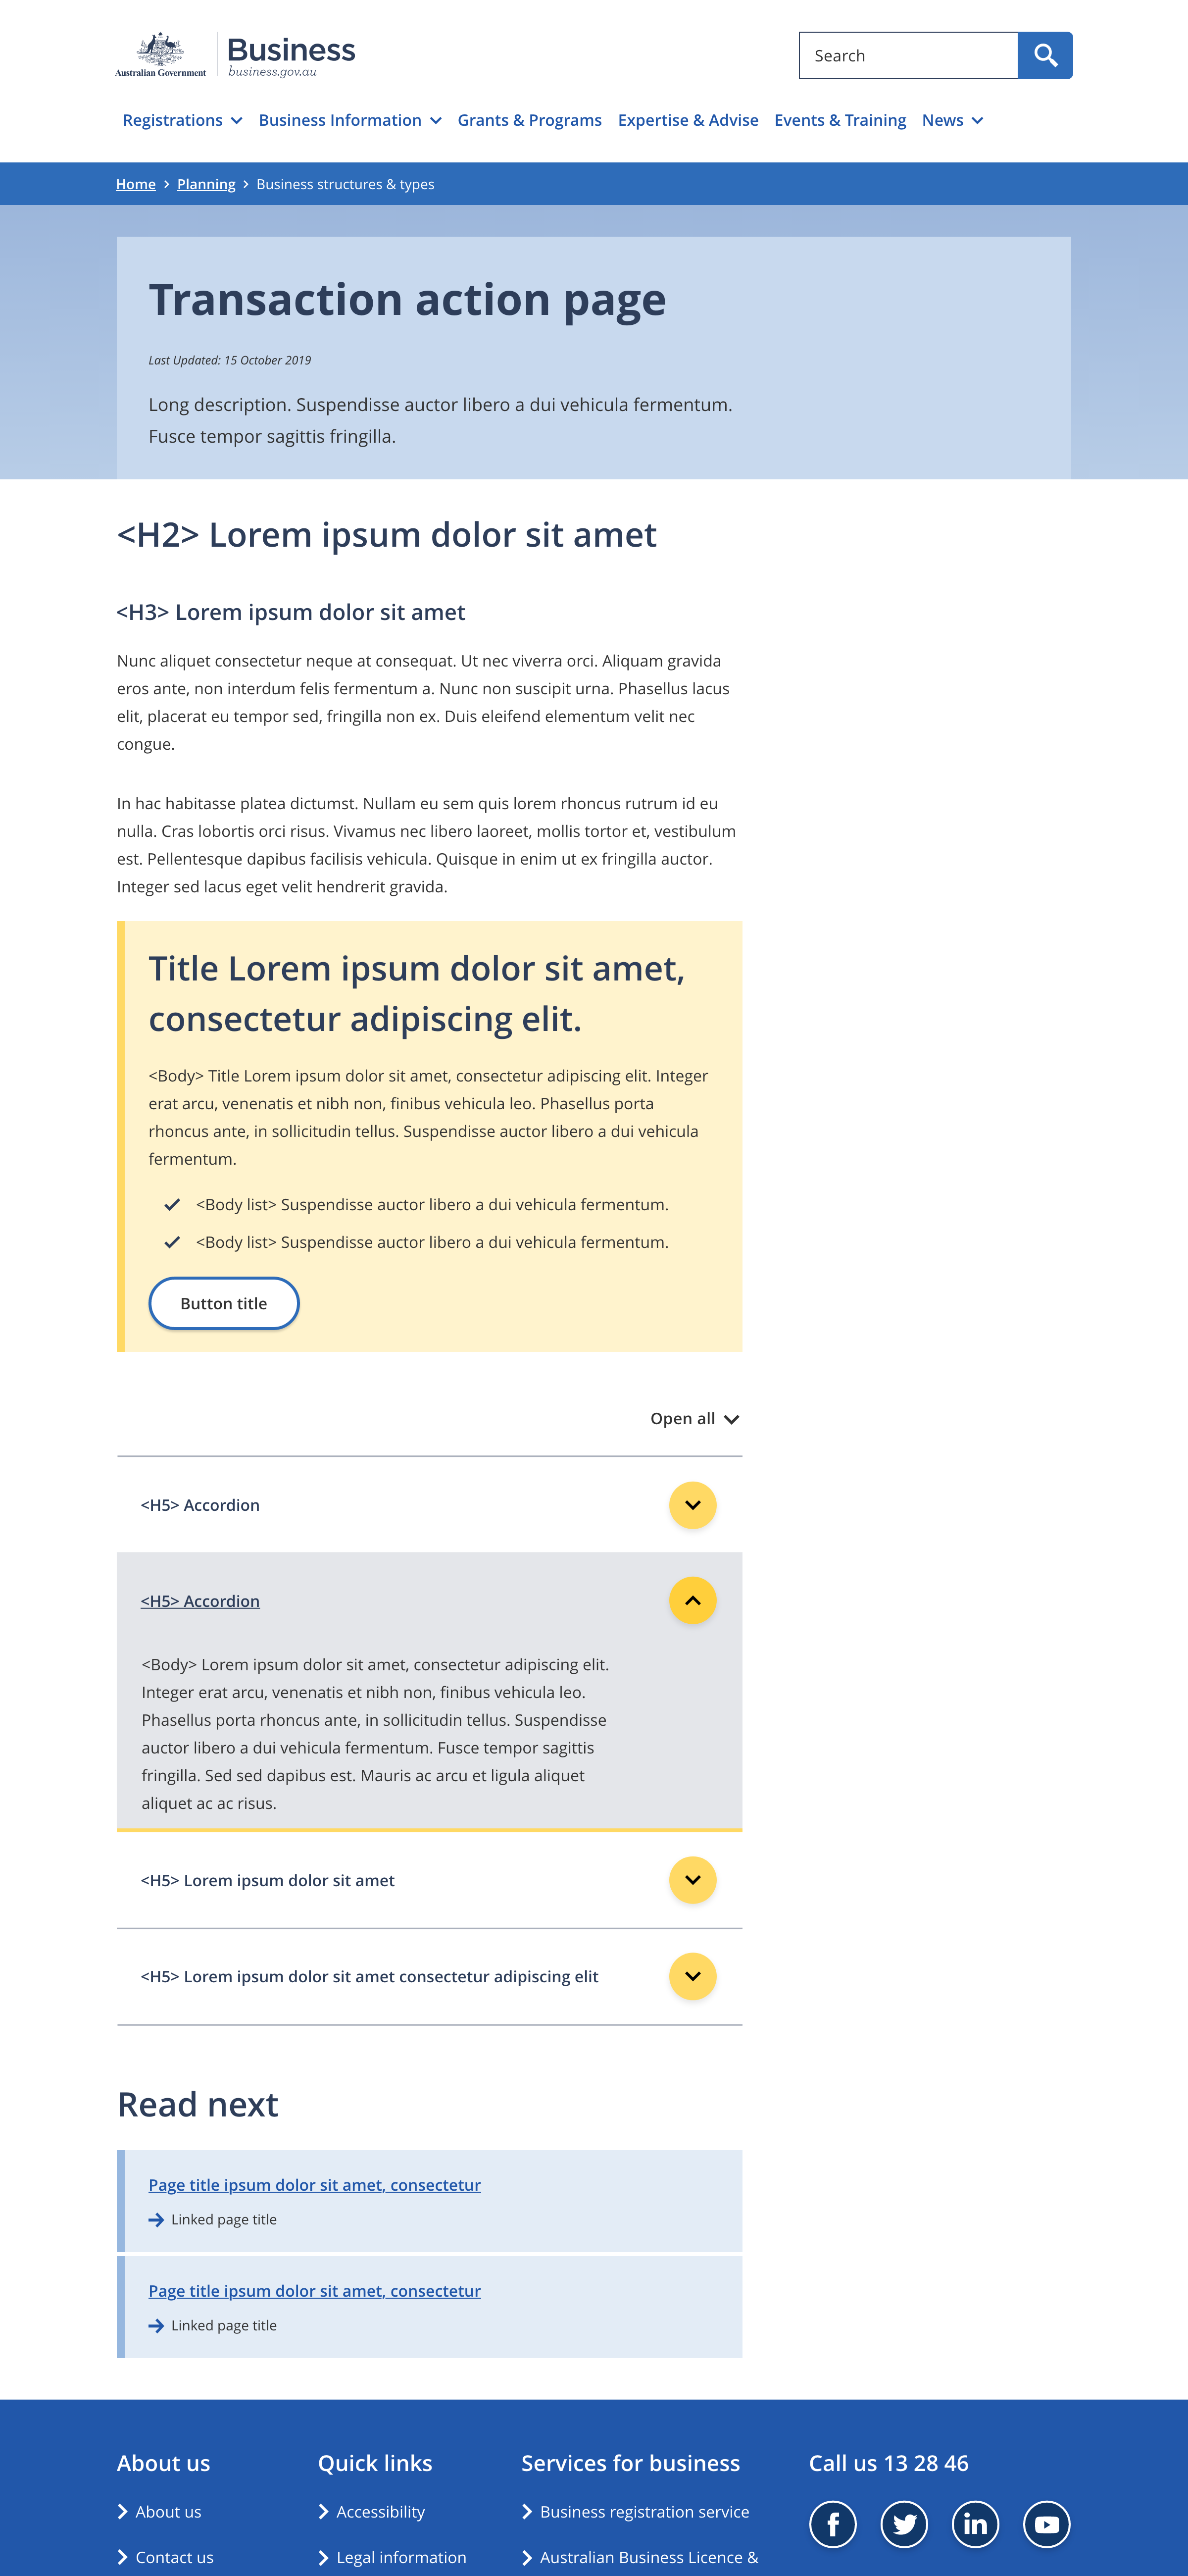 Australian Government
Business
business.gov.au
Search
Registrations
Business Information
Grants & Programs
Expertise & Advise
Events & Training
News
Home
Planning
Business structures & types
Transaction action page
Last Updated: 15 October 2019
Long description. Suspendisse auctor libero a dui vehicula fermentum.
Fusce tempor sagittis fringilla.
<H2> Lorem ipsum dolor sit amet
<H3> Lorem ipsum dolor sit amet
Nunc aliquet consectetur neque at consequat. Ut nec viverra orci. Aliquam gravida
eros ante, non interdum felis fermentum a. Nunc non suscipit urna. Phasellus lacus
elit, placerat eu tempor sed, fringilla non ex. Duis eleifend elementum velit nec
congue.
In hac habitasse platea dictumst. Nullam eu sem quis lorem rhoncus rutrum id eu
nulla. Cras lobortis orci risus. Vivamus nec libero laoreet, mollis tortor et, vestibulum
est. Pellentesque dapibus facilisis vehicula. Quisque in enim ut ex fringilla auctor.
Integer sed lacus eget velit hendrerit gravida.
Title Lorem ipsum dolor sit amet,
consectetur adipiscing elit.
<Body> Title Lorem ipsum dolor sit amet, consectetur adipiscing elit. Integer
erat arcu, venenatis et nibh non, finibus vehicula leo. Phasellus porta
rhoncus ante, in sollicitudin tellus. Suspendisse auctor libero a dui vehicula
fermentum.
<Body list> Suspendisse auctor libero a dui vehicula fermentum.
<Body list> Suspendisse auctor libero a dui vehicula fermentum.
Button title
Open all
<H5> Accordion
<H5> Accordion
<Body> Lorem ipsum dolor sit amet, consectetur adipiscing elit.
Integer erat arcu, venenatis et nibh non, finibus vehicula leo.
Phasellus porta rhoncus ante, in sollicitudin tellus. Suspendisse
auctor libero a dui vehicula fermentum. Fusce tempor sagittis
fringilla. Sed sed dapibus est. Mauris ac arcu et ligula aliquet
aliquet ac ac risus.
<H5> Lorem ipsum dolor sit amet
<H5> Lorem ipsum dolor sit amet consectetur adipiscing elit
Read next
Page title ipsum dolor sit amet, consectetur
Linked page title
Page title ipsum dolor sit amet, consectetur
Linked page title
About us
About us
Contact us
Quick links
Accessibility
Legal information
Services for business
Business registration service
Australian Business Licence &
Call us 13 28 46